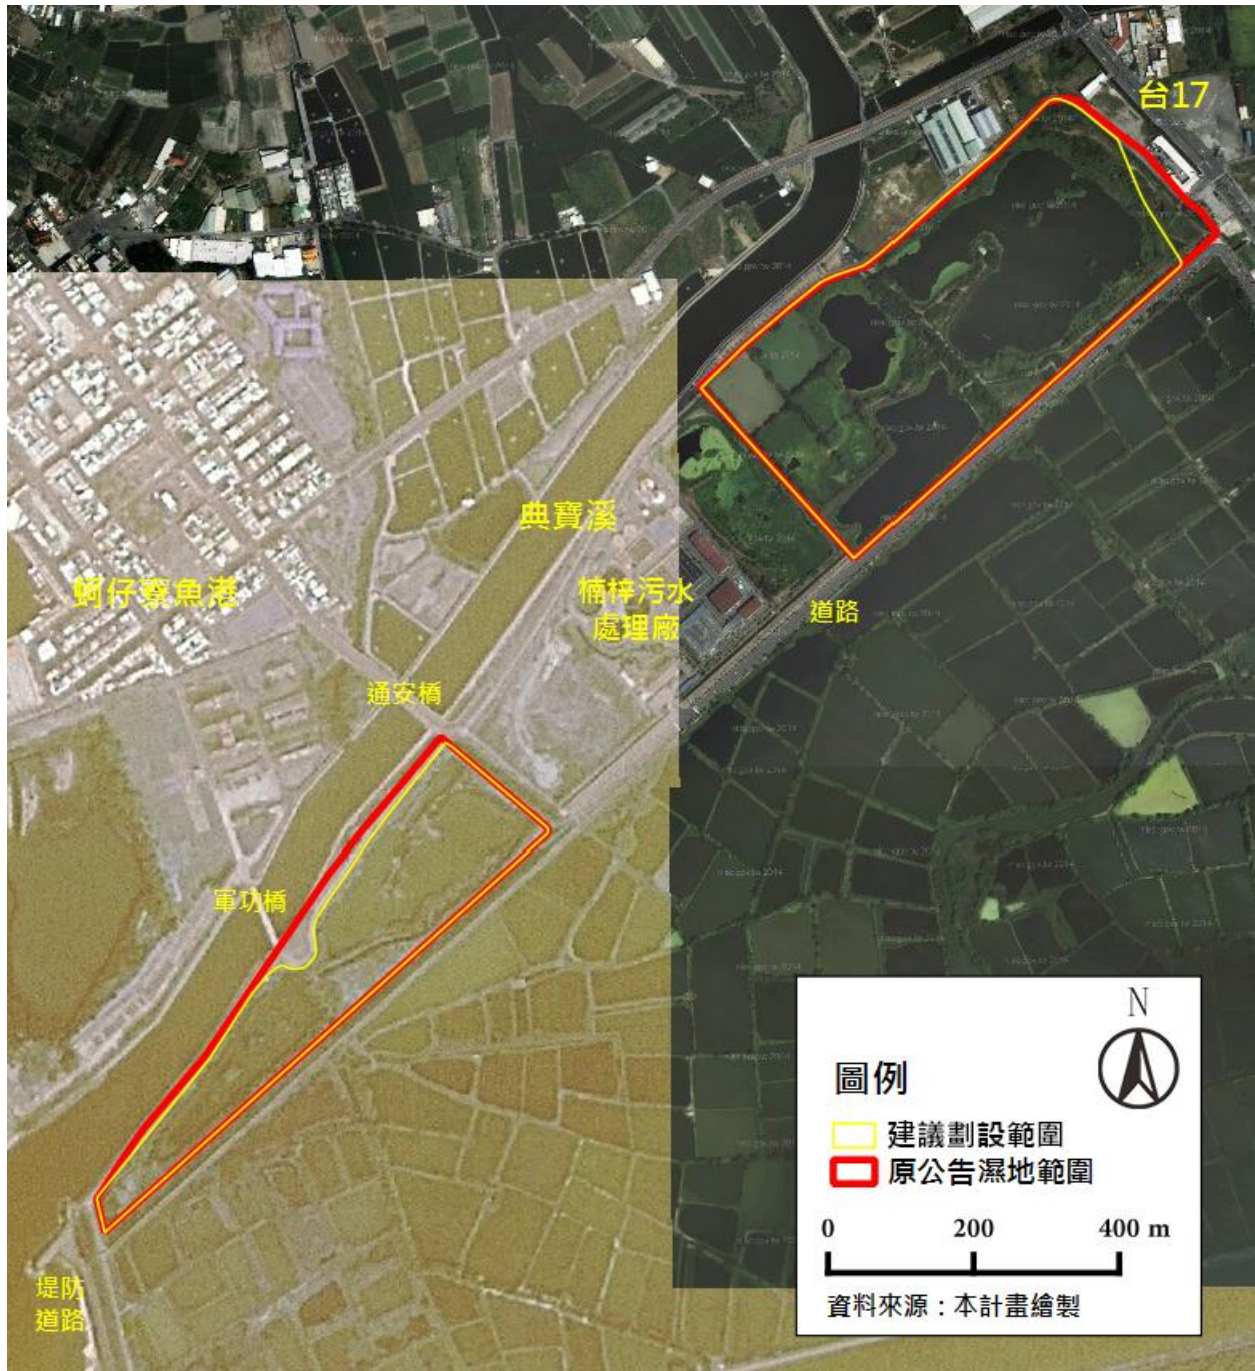 台17
典寶溪
蚵仔寮魚港
楠梓污水
處理廠
道路
通安橋
軍功橋
堤防
道路
N
圖例
建議劃設範圍
原公告濕地範圍
0 200 400 m
資料來源：本計畫繪製